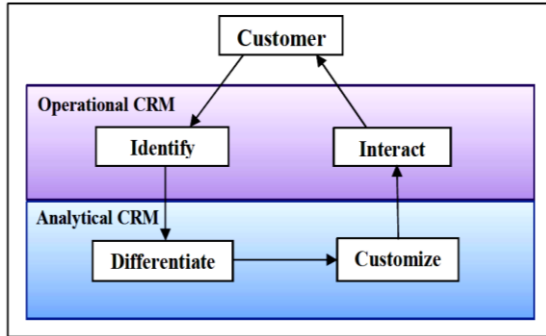 Customer
Operational CRM
Identify
Interact
Analytical CRM
Differentiate
Customize